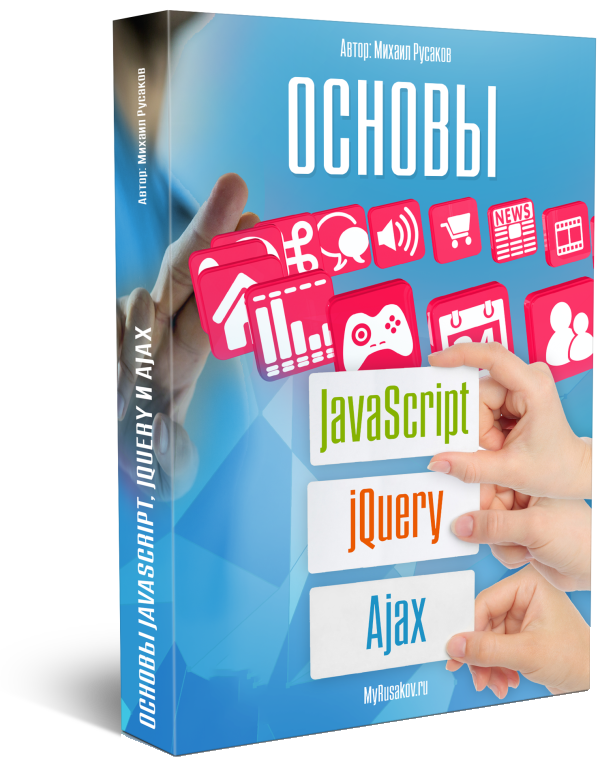 Автор: Михаил Русаков
ОСНОВЫ
NEWS
JavaScript
jQuery
Ajax
MyRusakov.ru
Автор: Михаил Русаков
ОСНОВЫ JAVASCRIPT, JQUERY И AJAX